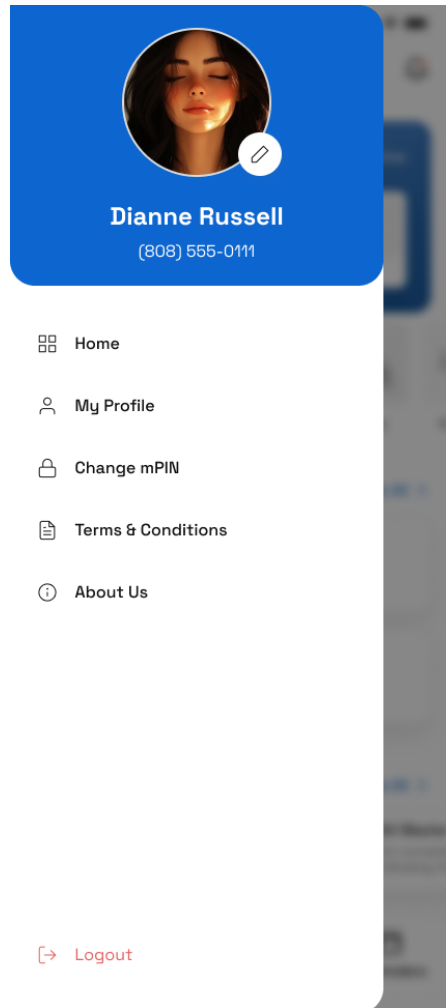 Dianne Russell
(808) 555-0111
Home
My Profile
Change mPIN
Terms & Conditions
About Us
Logout